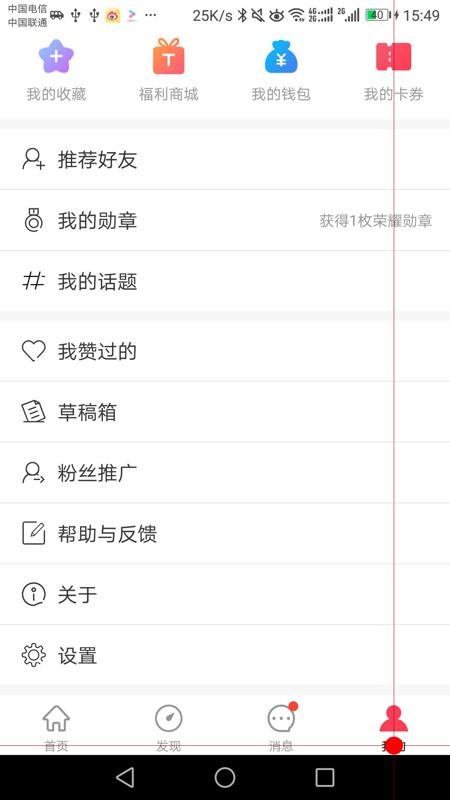 中国电信
中国联通
25K/s 4G 2G 2G 40 15:49
我的收藏 福利商城 我的钱包 我的卡券
推荐好友
我的勋章 获得1枚荣耀勋章
我的话题
我赞过的
草稿箱
粉丝推广
帮助与反馈
关于
设置
首页 发现 消息